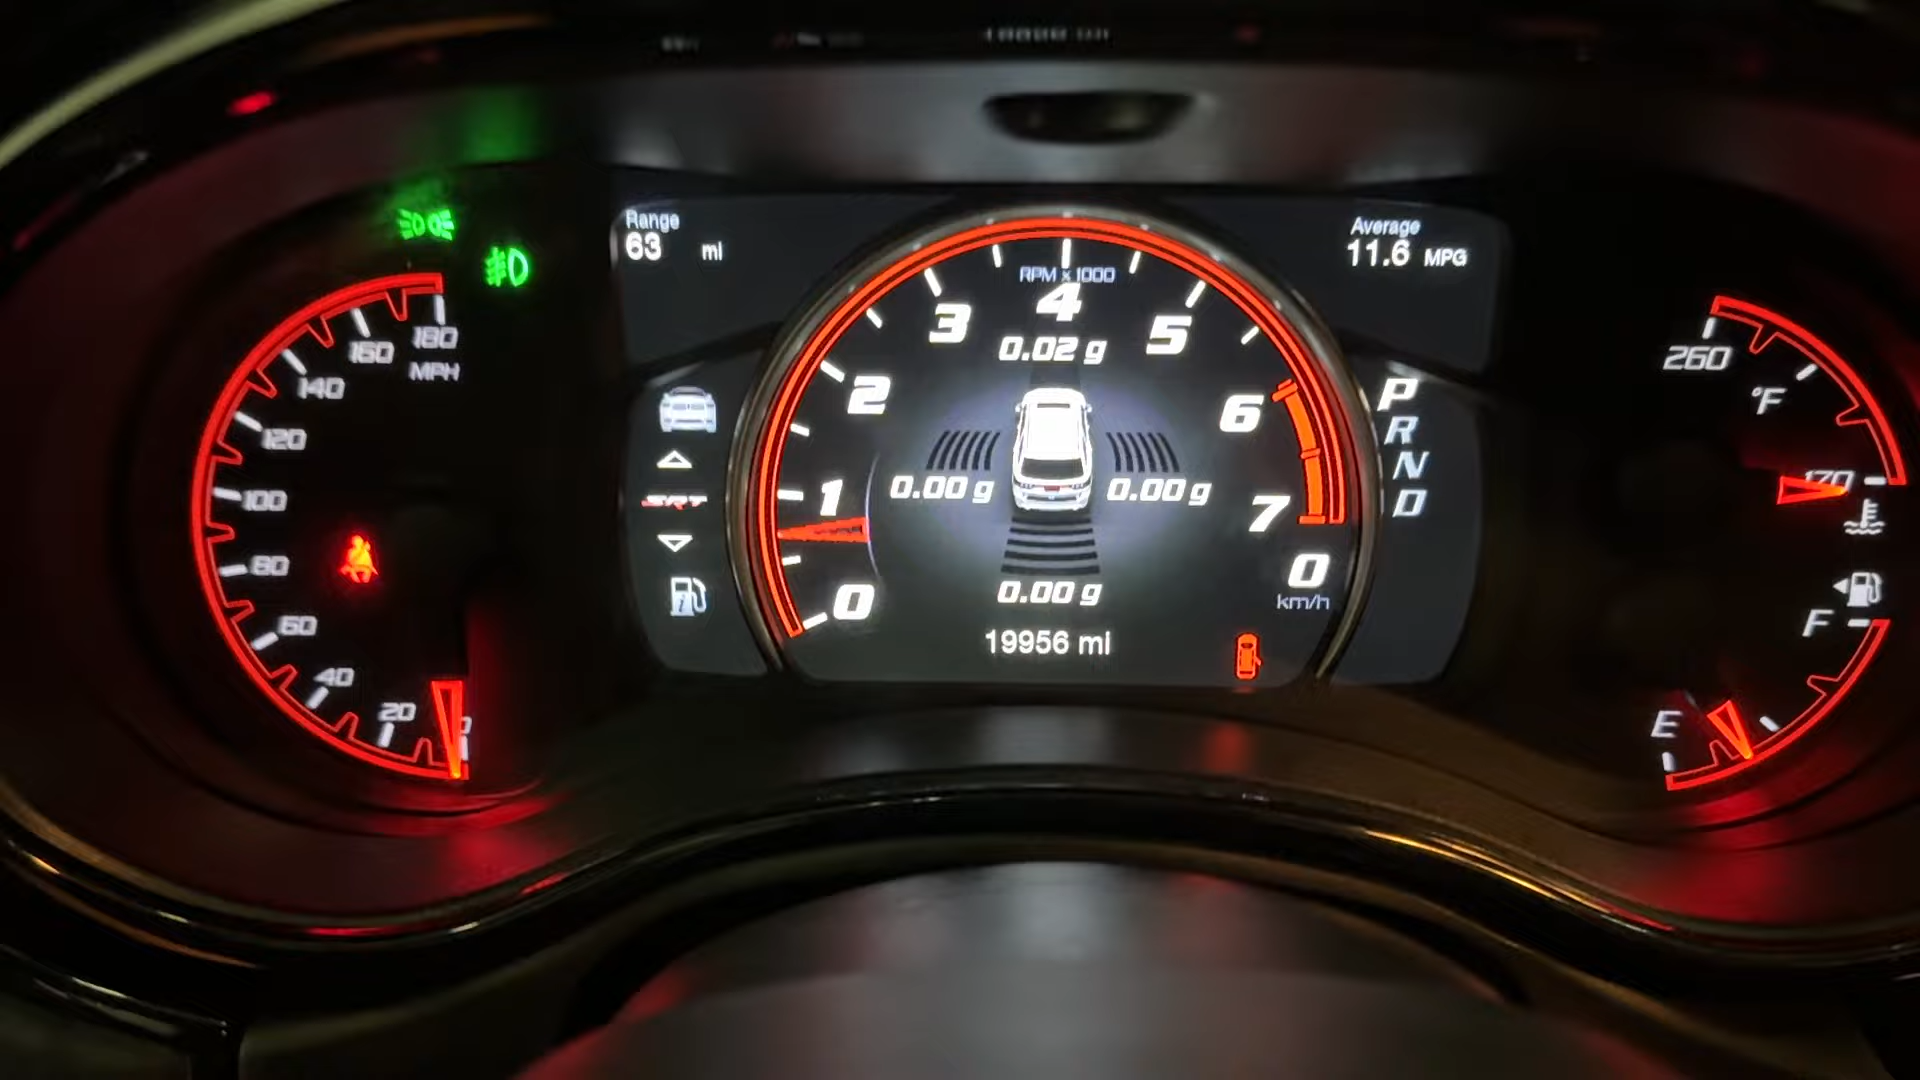 Range
63 mi
Average
11.6 MPG
RPM x 1000
0
1
2
3
4
5
6
7
0.02 g
0.00 g
0.00 g
0.00 g
19956 mi
0
km/h
SRT
P
R
N
D
180
160
MPH
140
120
100
80
60
40
20
0
260
°F
170
F
E